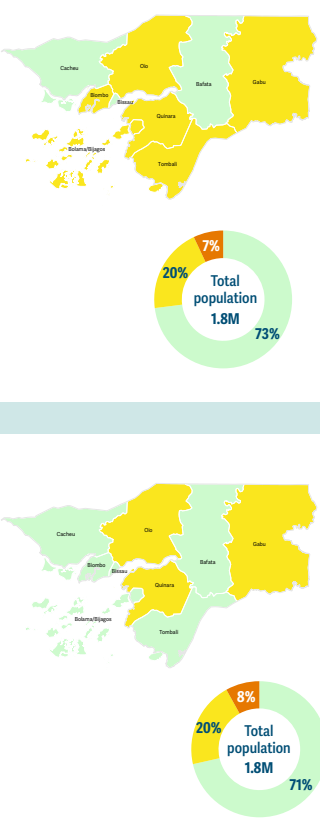 Cacheu
Oio
Bafata
Gabu
Biombo
Bissau
Quinara
Bolama/Bijagos
Tombali
7%
20%
Total
population
1.8M
73%
Cacheu
Oio
Gabu
Bafata
Biombo
Bissau
Quinara
Bolama/Bijagos
Tombali
8%
20%
Total
population
1.8M
71%